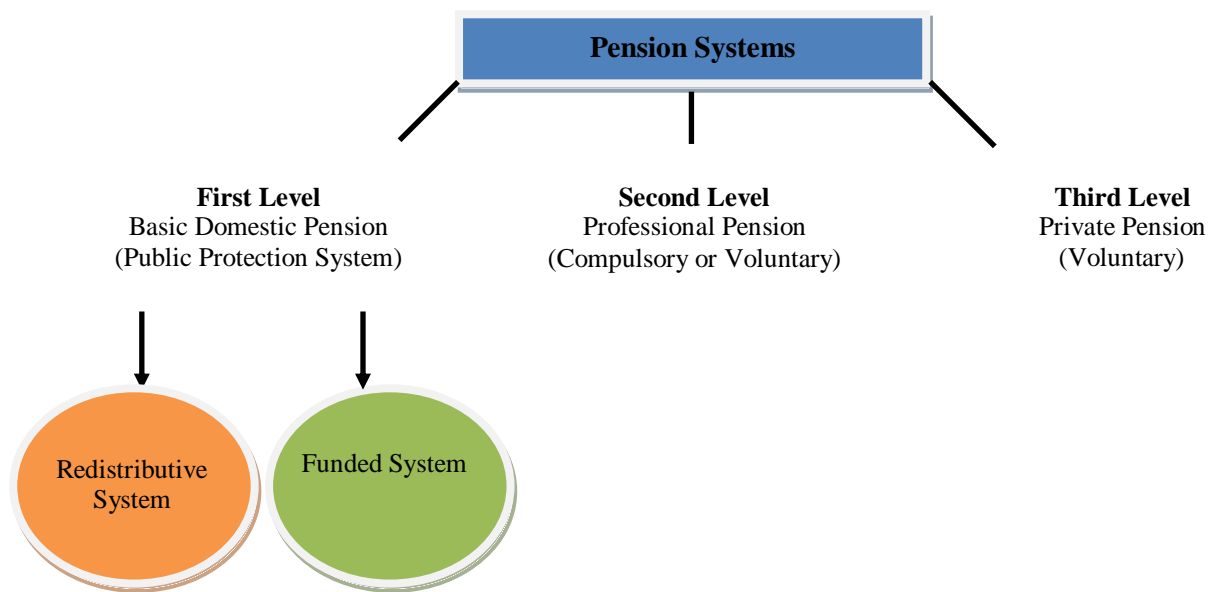 Pension Systems
First Level
Basic Domestic Pension
(Public Protection System)
Second Level
Professional Pension
(Compulsory or Voluntary)
Third Level
Private Pension
(Voluntary)
Redistributive
System
Funded System